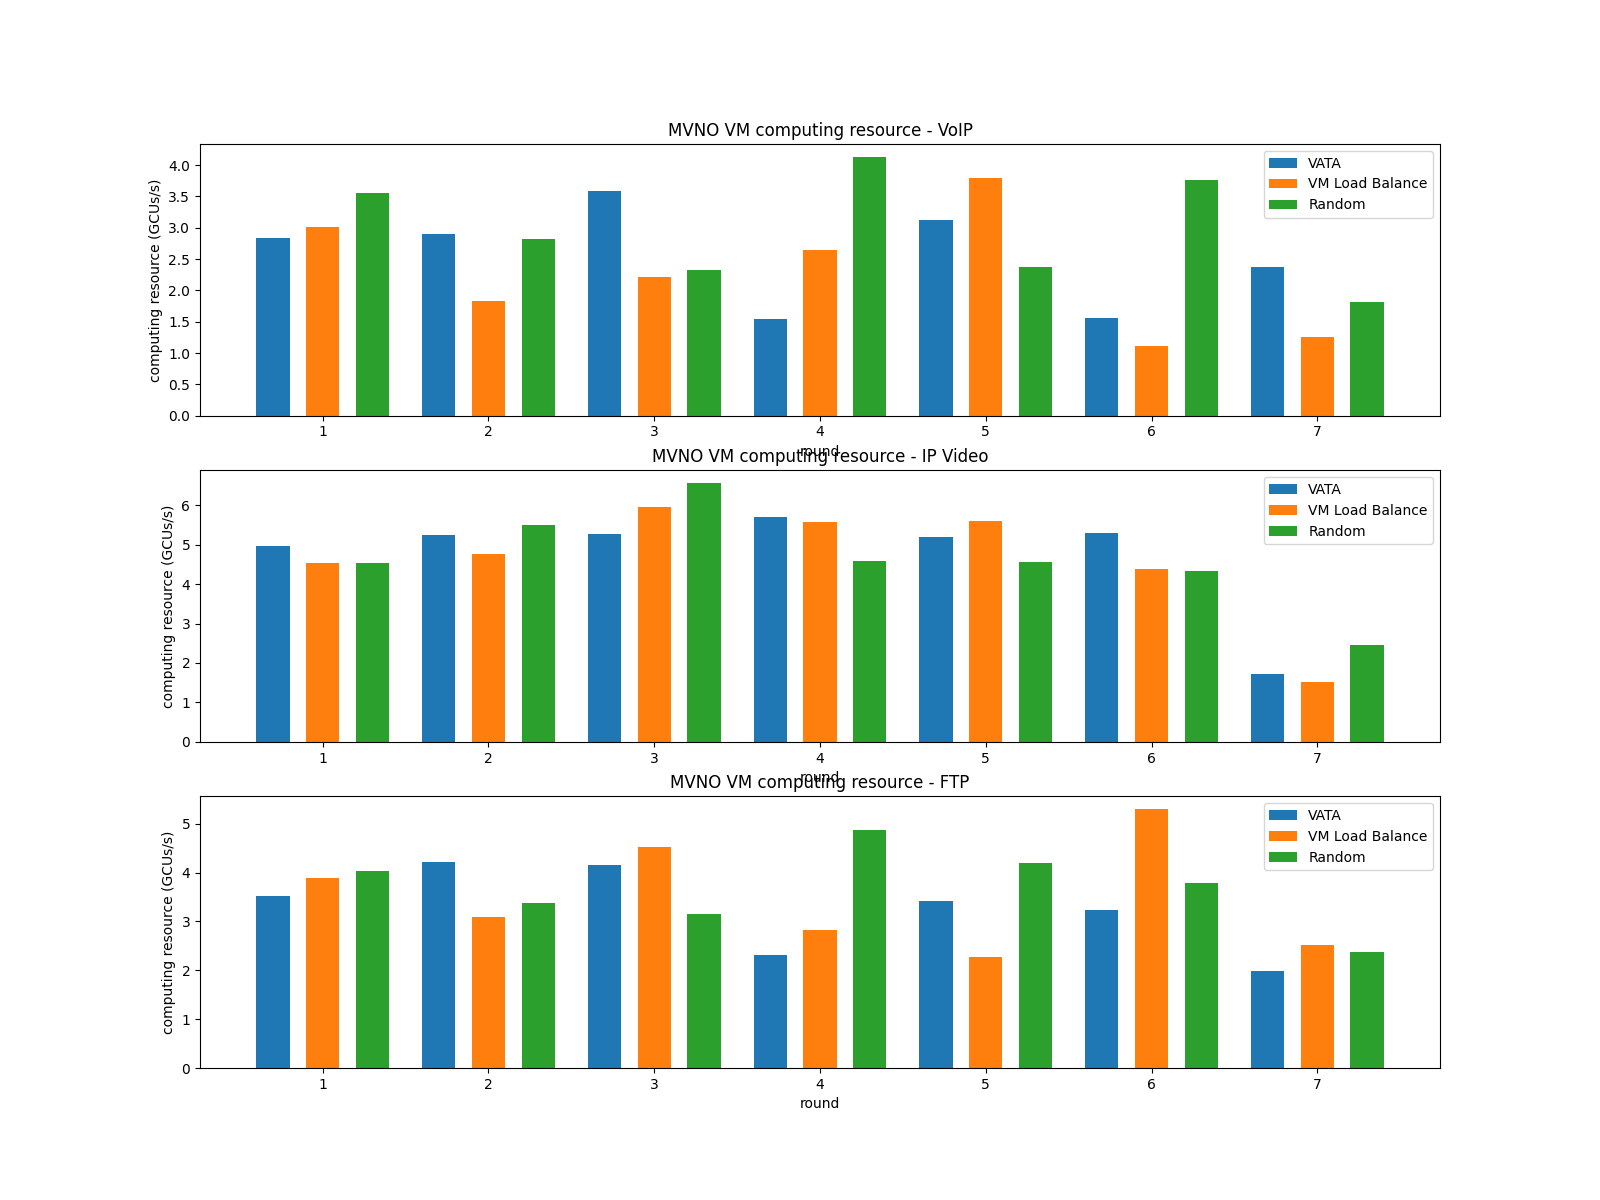 MVNO VM computing resource - VoIP
computing resource (GCUs/s)
4.0
3.5
3.0
2.5
2.0
1.5
1.0
0.5
0.0
VATA
VM Load Balance
Random
1 2 3 4 5 6 7
round
MVNO VM computing resource - IP Video
computing resource (GCUs/s)
6
5
4
3
2
1
0
VATA
VM Load Balance
Random
1 2 3 4 5 6 7
round
MVNO VM computing resource - FTP
computing resource (GCUs/s)
5
4
3
2
1
0
VATA
VM Load Balance
Random
1 2 3 4 5 6 7
round